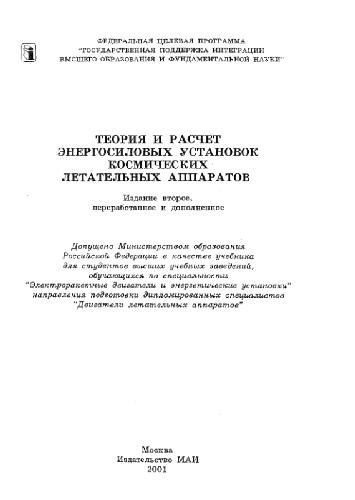 ФЕДЕРАЛЬНАЯ ЦЕЛЕВАЯ ПРОГРАММА
"ГОСУДАРСТВЕННАЯ ПОДДЕРЖКА ИНТЕГРАЦИИ
ВЫСШЕГО ОБРАЗОВАНИЯ И ФУНДАМЕНТАЛЬНОЙ НАУКИ"
ТЕОРИЯ И РАСЧЕТ
ЭНЕРГОСИЛОВЫХ УСТАНОВОК
КОСМИЧЕСКИХ
ЛЕТАТЕЛЬНЫХ АППАРАТОВ
Издание второе,
переработанное и дополненное
Допущено Министерством образования
Российской Федерации в качестве учебника
для студентов высших учебных заведений,
обучающихся по специальности
"Электроракетные двигатели и энергетические установки"
направления подготовки дипломированных специалистов
"Двигатели летательных аппаратов"
Москва
Издательство МАИ
2001